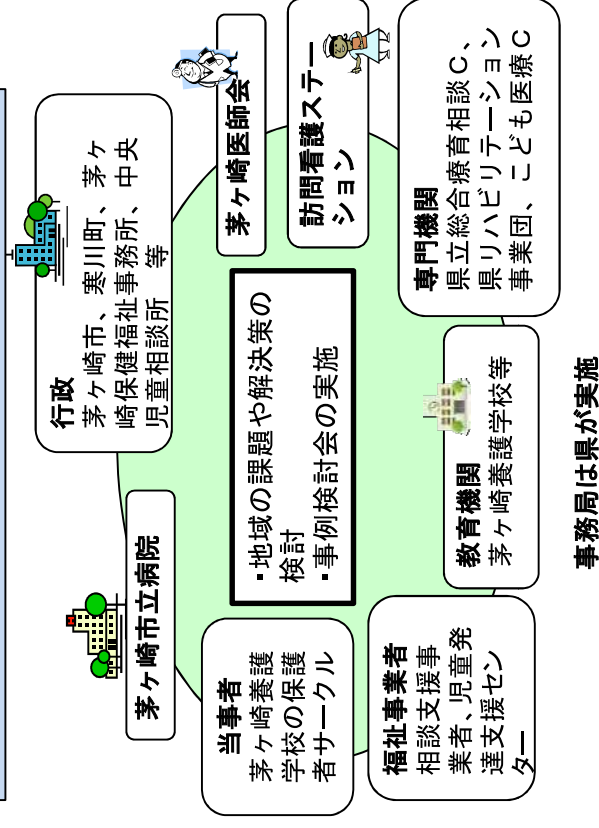 茅ヶ崎市立病院
行政
茅ヶ崎市、寒川町、茅ヶ
崎保健福祉事務所、中央
児童相談所　等
茅ヶ崎医師会
訪問看護ステー
ション
専門機関
県立総合療育相談Ｃ、
県リハビリテーション
事業団、こども医療Ｃ
・地域の課題や解決策の
検討
・事例検討会の実施
当事者
茅ケ崎養護
学校の保護
者サークル
福祉事業者
相談支援事
業者、児童発
達支援セン
ター
教育機関
茅ケ崎養護学校等
事務局は県が実施